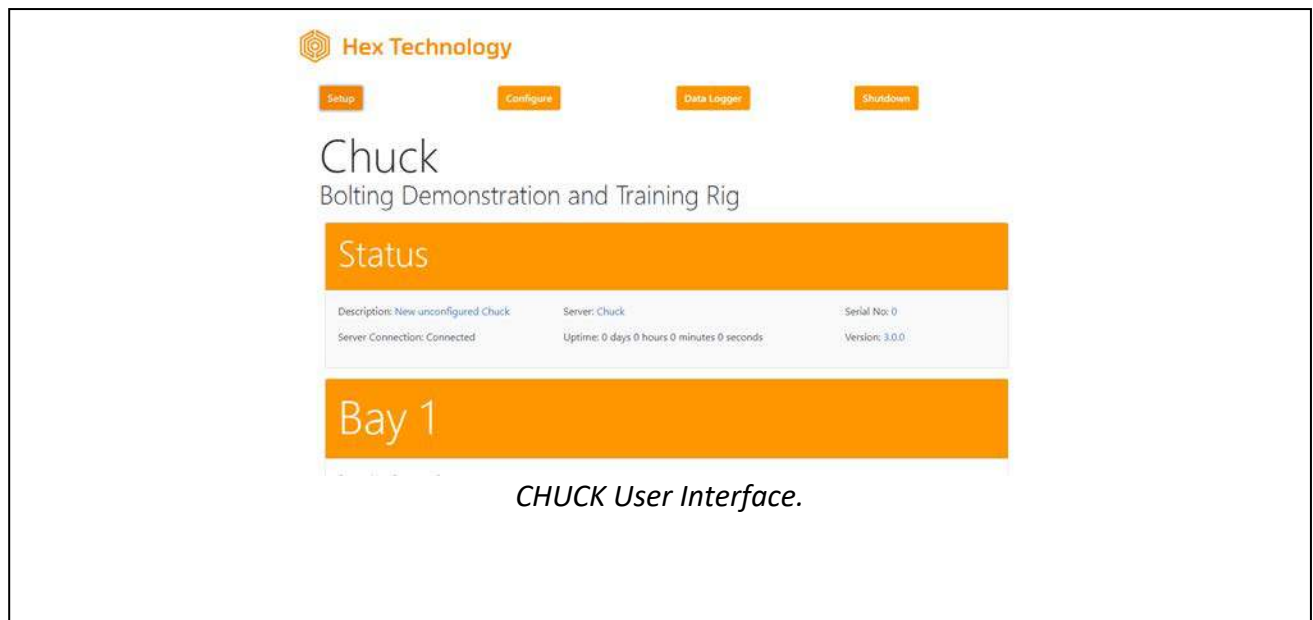 Hex Technology
Setup Configure Data Logger Shutdown
Chuck
Bolting Demonstration and Training Rig
Status
Description: New unconfigured Chuck Server: Chuck Serial No: 0
Server Connection: Connected Uptime: 0 days 0 hours 0 minutes 0 seconds Version: 3.0.0
Bay 1
CHUCK User Interface.